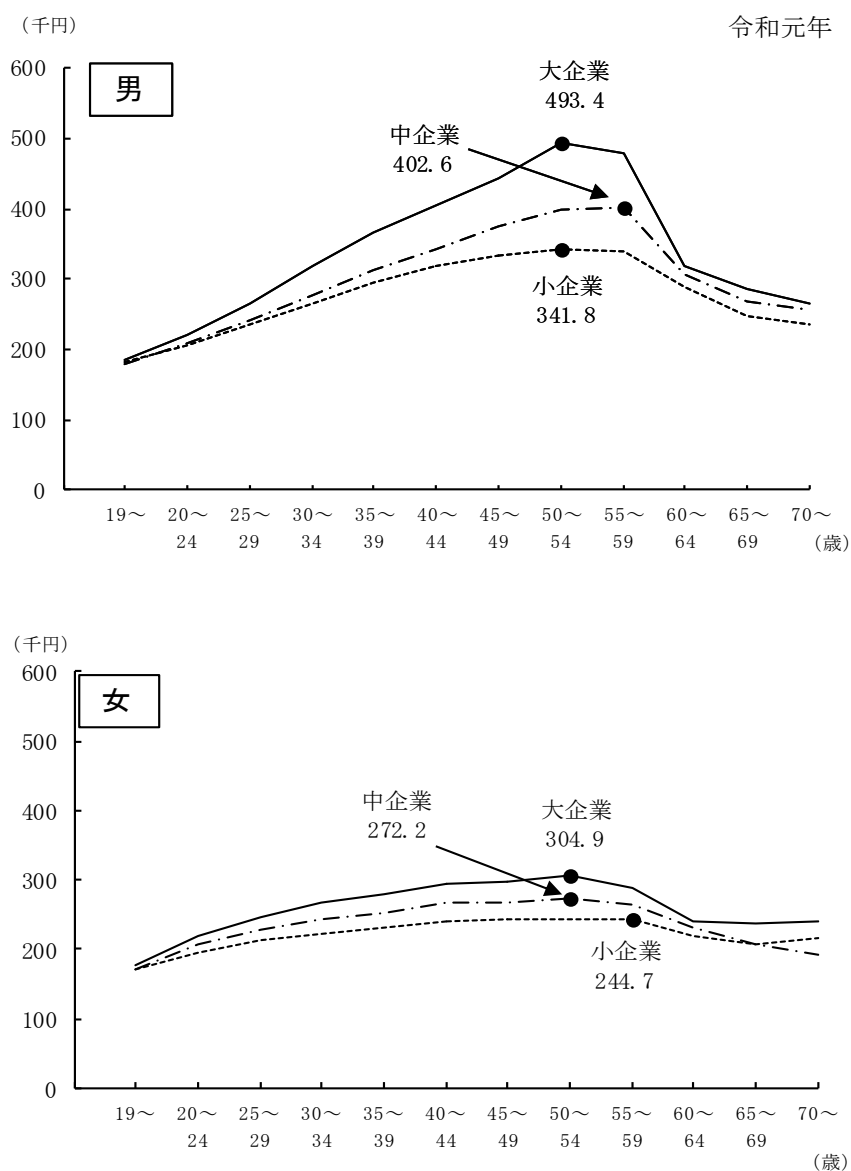 （千円）
令和元年
男
600
500
400
300
200
100
0
大企業
493.4
中企業
402.6
小企業
341.8
19～ 20～ 25～ 30～ 35～ 40～ 45～ 50～ 55～ 60～ 65～ 70～
24 29 34 39 44 49 54 59 64 69 （歳）
（千円）
女
600
500
400
300
200
100
0
中企業
272.2
大企業
304.9
小企業
244.7
19～ 20～ 25～ 30～ 35～ 40～ 45～ 50～ 55～ 60～ 65～ 70～
24 29 34 39 44 49 54 59 64 69
（歳）